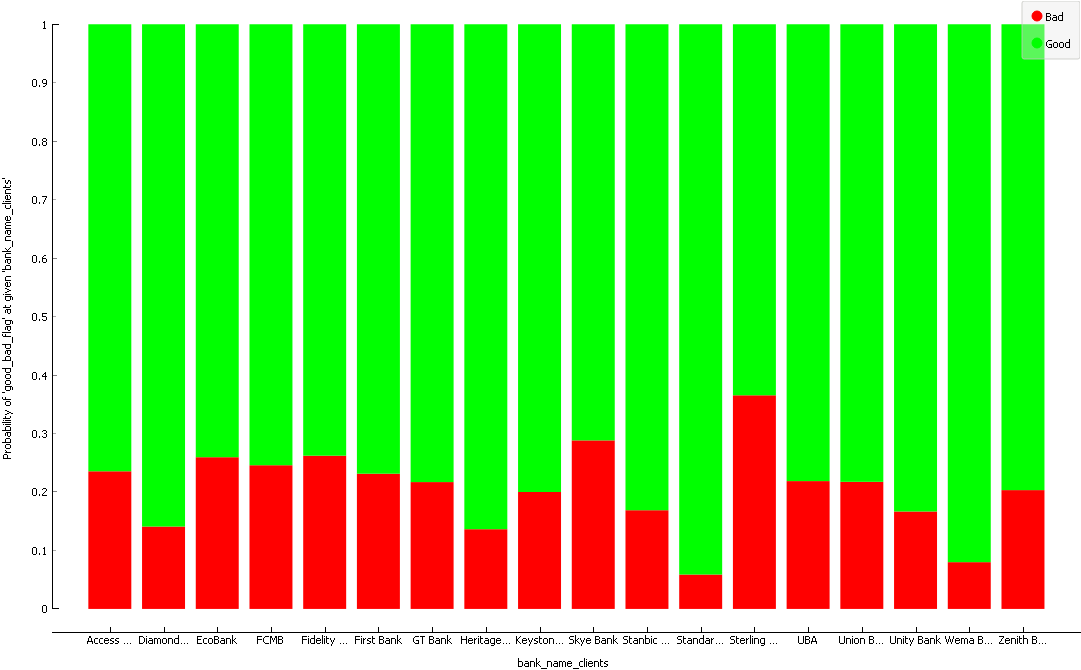 Bad
Good
1
0.9
0.8
0.7
0.6
0.5
0.4
0.3
0.2
0.1
0
Probability of 'good_bad_flag' at given 'bank_name_clients'
Access ... Diamond... EcoBank FCMB Fidelity ... First Bank GT Bank Heritage... Keyston... Skye Bank Stanbic ... Standar... Sterling ... UBA Union B... Unity Bank Wema B... Zenith B...
bank_name_clients